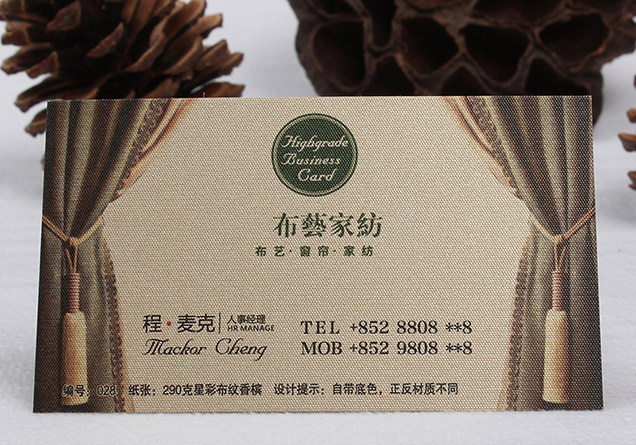 Highgrade
Business
Card
布藝家紡
布艺·窗帘·家纺
程·麦克 人事经理
HR MANAGE
Mackor Cheng
TEL +852 8808 **8
MOB +852 9808 **8
编号：028 纸张：290克星彩布纹香槟 设计提示：自带底色，正反材质不同